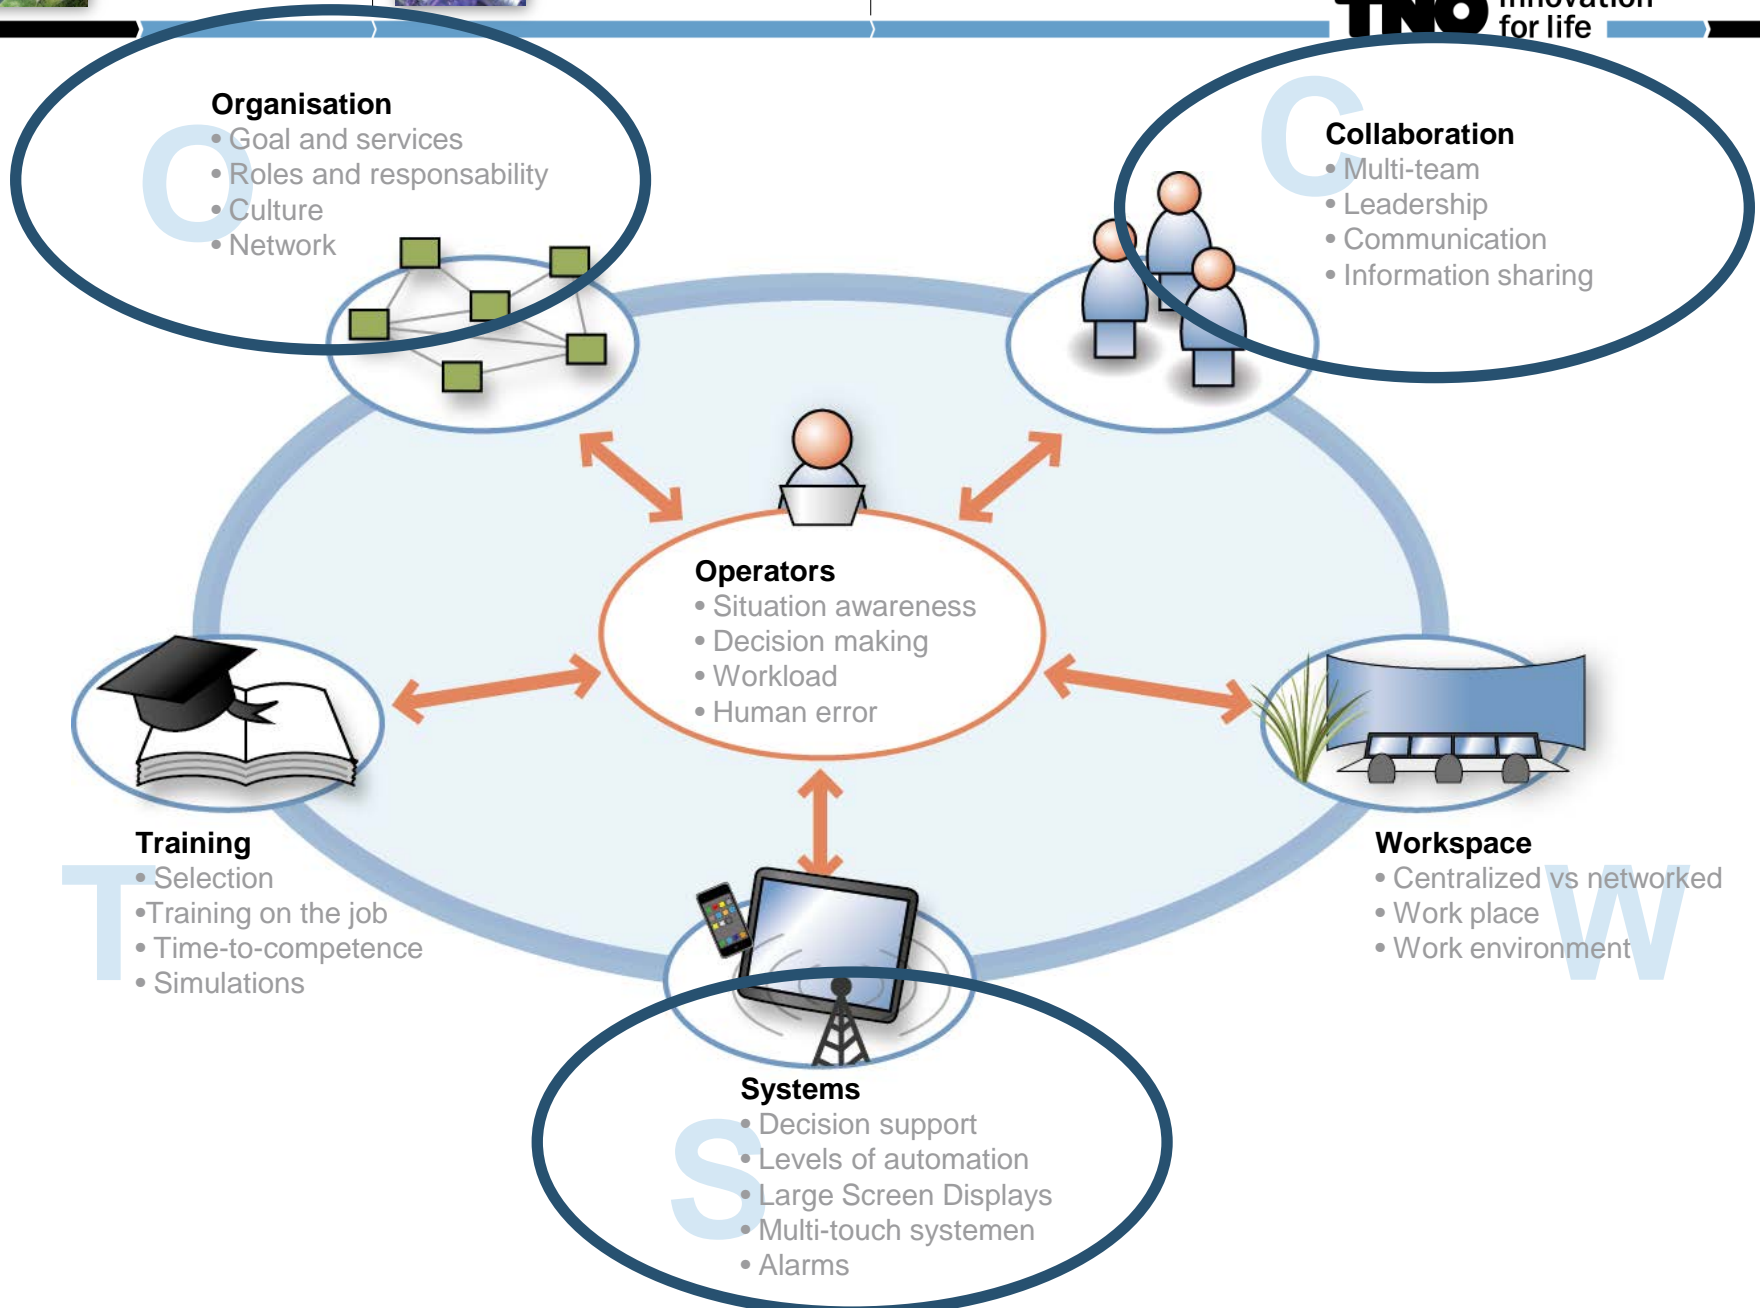 TNO innovation
for life
Organisation
• Goal and services
• Roles and responsability
• Culture
• Network
O
C
Collaboration
• Multi-team
• Leadership
• Communication
• Information sharing
Operators
• Situation awareness
• Decision making
• Workload
• Human error
Training
• Selection
•Training on the job
• Time-to-competence
• Simulations
T
Workspace
• Centralized vs networked
• Work place
• Work environment
W
Systems
• Decision support
• Levels of automation
• Large Screen Displays
• Multi-touch systemen
• Alarms
S